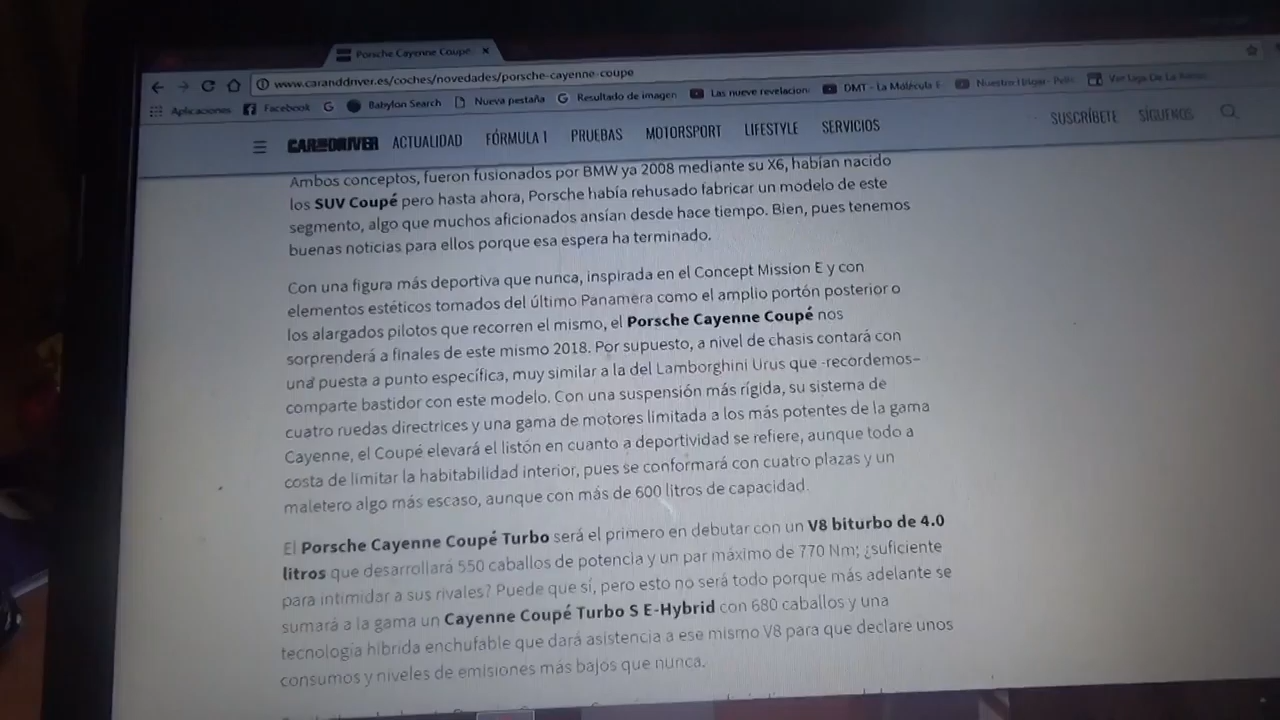 Porsche Cayenne Coupé
www.caranddriver.es/coches/novedades/porsche-cayenne-coupe
Aplicaciones Facebook Babylon Search Nueva pestaña Resultado de imagen Las nueve revelacion DMT - La Molécula E Ver Liga De La
CAR AND DRIVER ACTUALIDAD FÓRMULA 1 PRUEBAS MOTORSPORT LIFESTYLE SERVICIOS SUSCRÍBETE SÍGUENOS
Ambos conceptos, fueron fusionados por BMW ya 2008 mediante su X6, habían nacido
los SUV Coupé pero hasta ahora, Porsche había rehusado fabricar un modelo de este
segmento, algo que muchos aficionados ansían desde hace tiempo. Bien, pues tenemos
buenas noticias para ellos porque esa espera ha terminado.
Con una figura más deportiva que nunca, inspirada en el Concept Mission E y con
elementos estéticos tomados del último Panamera como el amplio portón posterior o
los alargados pilotos que recorren el mismo, el Porsche Cayenne Coupé nos
sorprenderá a finales de este mismo 2018. Por supuesto, a nivel de chasis contará con
una puesta a punto específica, muy similar a la del Lamborghini Urus que -recordemos–
comparte bastidor con este modelo. Con una suspensión más rígida, su sistema de
cuatro ruedas directrices y una gama de motores limitada a los más potentes de la gama
Cayenne, el Coupé elevará el listón en cuanto a deportividad se refiere, aunque todo a
costa de limitar la habitabilidad interior, pues se conformará con cuatro plazas y un
maletero algo más escaso, aunque con más de 600 litros de capacidad.
El Porsche Cayenne Coupé Turbo será el primero en debutar con un V8 biturbo de 4.0
litros que desarrollará 550 caballos de potencia y un par máximo de 770 Nm; ¿suficiente
para intimidar a sus rivales? Puede que sí, pero esto no será todo porque más adelante se
sumará a la gama un Cayenne Coupé Turbo S E-Hybrid con 680 caballos y una
tecnología híbrida enchufable que dará asistencia a ese mismo V8 para que declare unos
consumos y niveles de emisiones más bajos que nunca.